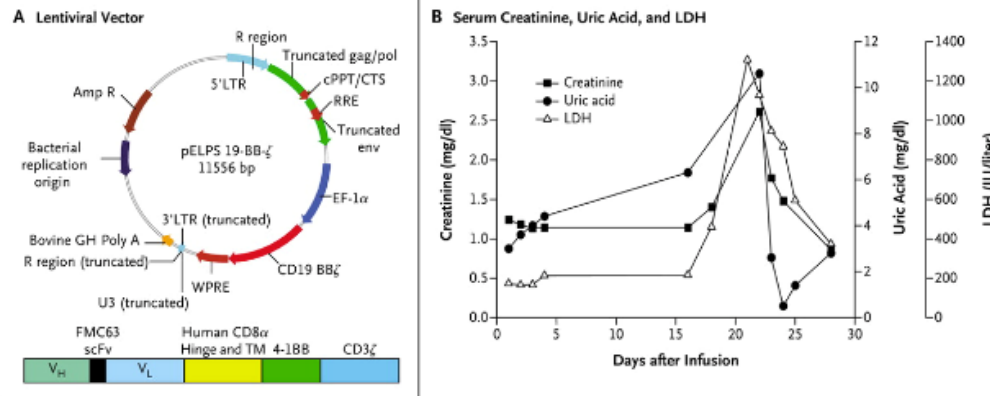 A Lentiviral Vector
R region
Truncated gag/pol
5'LTR
cPPT/CTS
Amp R
RRE
Truncated
env
Bacterial
replication
origin
pELPS 19-BB-ζ
11556 bp
EF-1α
3'LTR (truncated)
Bovine GH Poly A
R region (truncated)
CD19 BBζ
WPRE
U3 (truncated)
FMC63
scFv
Human CD8α
Hinge and TM
4-1BB
CD3ζ
VH
VL
B Serum Creatinine, Uric Acid, and LDH
Creatinine
Uric acid
LDH
Creatinine (mg/dl)
3.5
3.0
2.5
2.0
1.5
1.0
0.5
0.0
0 5 10 15 20 25 30
Days after Infusion
12
10
8
6
4
2
0
Uric Acid (mg/dl)
1400
1200
1000
800
600
400
200
0
LDH (IU/liter)